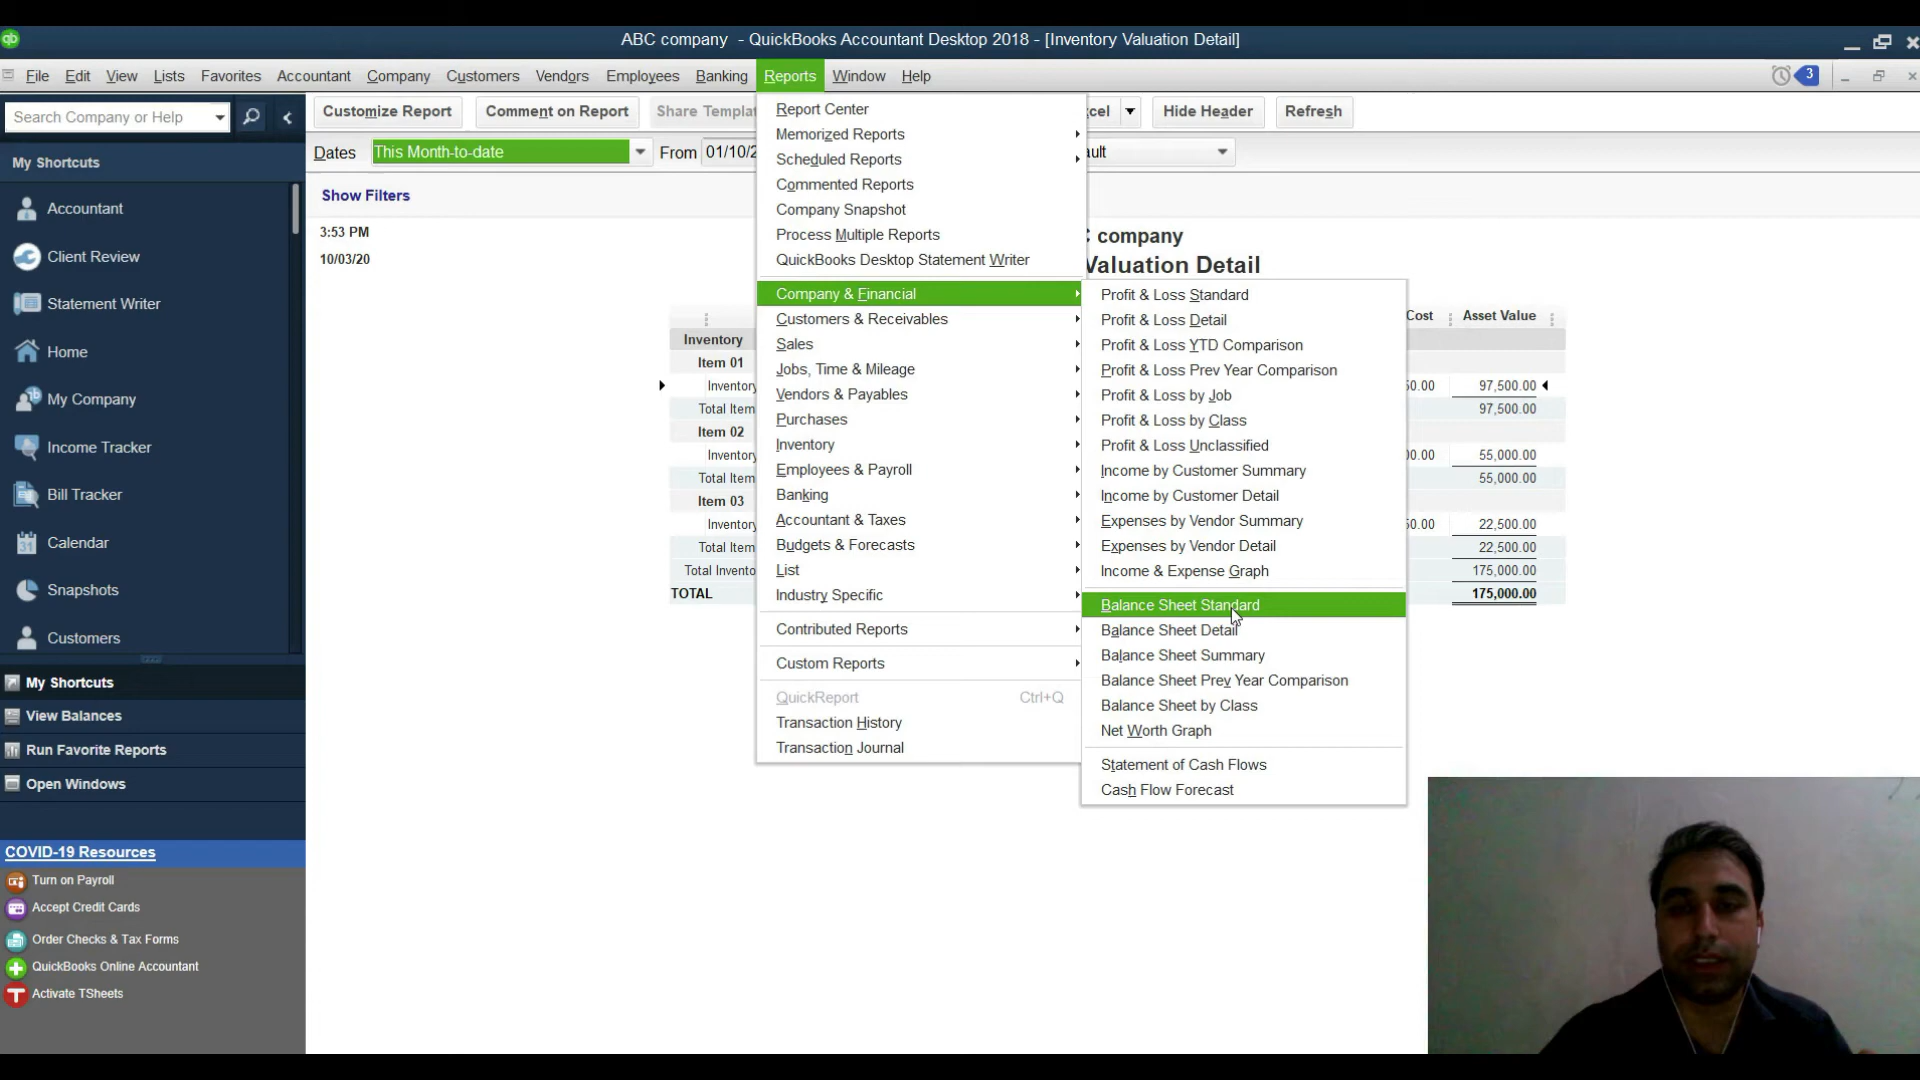 qb ABC company - QuickBooks Accountant Desktop 2018 - [Inventory Valuation Detail]
File Edit View Lists Favorites Accountant Company Customers Vendors Employees Banking Reports Window Help 3
Search Company or Help
Customize Report Comment on Report Share Templat cel Hide Header Refresh
Dates This Month-to-date From 01/10/2 ault
Show Filters
3:53 PM
10/03/20
company
Valuation Detail
Cost Asset Value
Inventory
Item 01
Inventory 50.00 97,500.00
Total Item 97,500.00
Item 02
Inventory 00.00 55,000.00
Total Item 55,000.00
Item 03
Inventory 50.00 22,500.00
Total Item 22,500.00
Total Invento 175,000.00
TOTAL 175,000.00
Report Center
Memorized Reports
Scheduled Reports
Commented Reports
Company Snapshot
Process Multiple Reports
QuickBooks Desktop Statement Writer
Company & Financial
Customers & Receivables
Sales
Jobs, Time & Mileage
Vendors & Payables
Purchases
Inventory
Employees & Payroll
Banking
Accountant & Taxes
Budgets & Forecasts
List
Industry Specific
Contributed Reports
Custom Reports
QuickReport Ctrl+Q
Transaction History
Transaction Journal
Profit & Loss Standard
Profit & Loss Detail
Profit & Loss YTD Comparison
Profit & Loss Prev Year Comparison
Profit & Loss by Job
Profit & Loss by Class
Profit & Loss Unclassified
Income by Customer Summary
Income by Customer Detail
Expenses by Vendor Summary
Expenses by Vendor Detail
Income & Expense Graph
Balance Sheet Standard
Balance Sheet Detail
Balance Sheet Summary
Balance Sheet Prev Year Comparison
Balance Sheet by Class
Net Worth Graph
Statement of Cash Flows
Cash Flow Forecast
My Shortcuts
Accountant
Client Review
Statement Writer
Home
My Company
Income Tracker
Bill Tracker
31 Calendar
Snapshots
Customers
My Shortcuts
View Balances
Run Favorite Reports
Open Windows
COVID-19 Resources
Turn on Payroll
Accept Credit Cards
Order Checks & Tax Forms
QuickBooks Online Accountant
T Activate TSheets